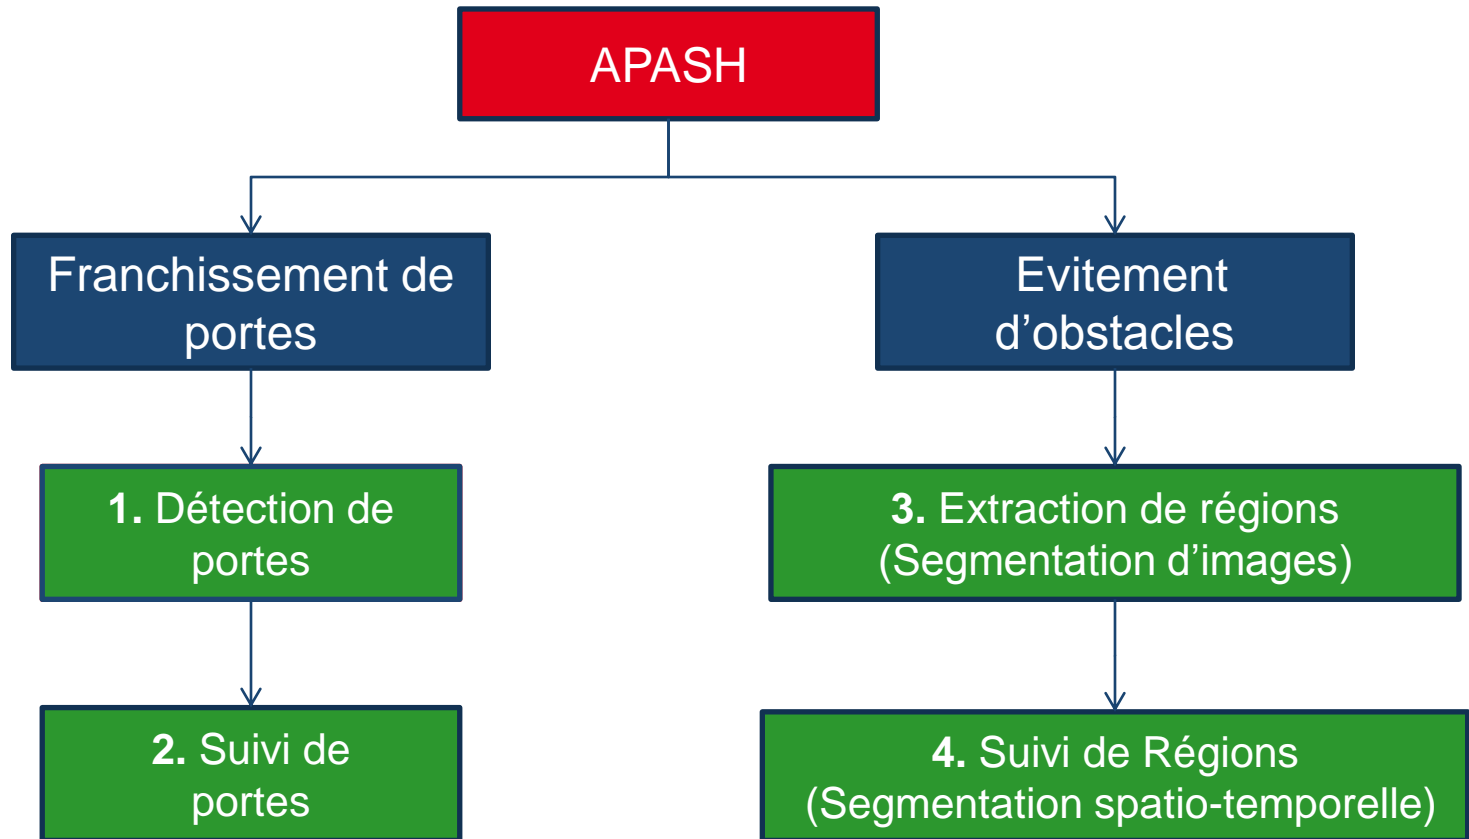 APASH
Franchissement de
portes
Evitement
d’obstacles
1. Détection de
portes
3. Extraction de régions
(Segmentation d’images)
2. Suivi de
portes
4. Suivi de Régions
(Segmentation spatio-temporelle)